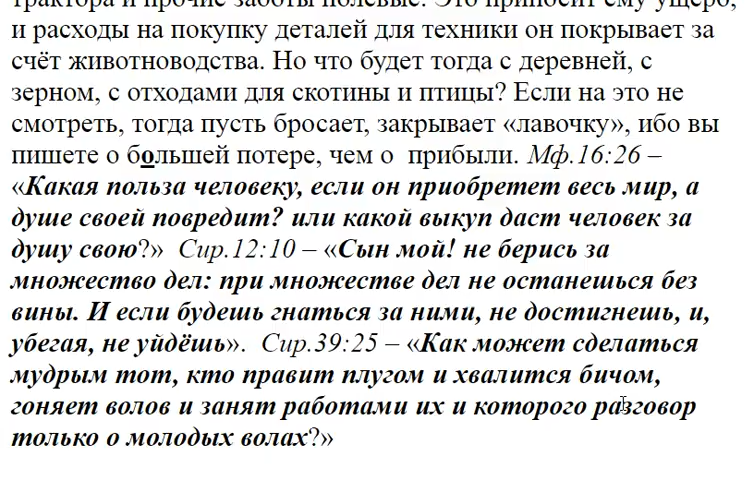 трактора и прочие заботы полевые. Это приносит ему ущерб,
и расходы на покупку деталей для техники он покрывает за
счёт животноводства. Но что будет тогда с деревней, с
зерном, с отходами для скотины и птицы? Если на это не
смотреть, тогда пусть бросает, закрывает «лавочку», ибо вы
пишете о большей потере, чем о прибыли. Мф.16:26 –
«Какая польза человеку, если он приобретет весь мир, а
душе своей повредит? или какой выкуп даст человек за
душу свою?» Сир.12:10 – «Сын мой! не берись за
множество дел: при множестве дел не останешься без
вины. И если будешь гнаться за ними, не достигнешь, и,
убегая, не уйдёшь». Сир.39:25 – «Как может сделаться
мудрым тот, кто правит плугом и хвалится бичом,
гоняет волов и занят работами их и которого разговор
только о молодых волах?»